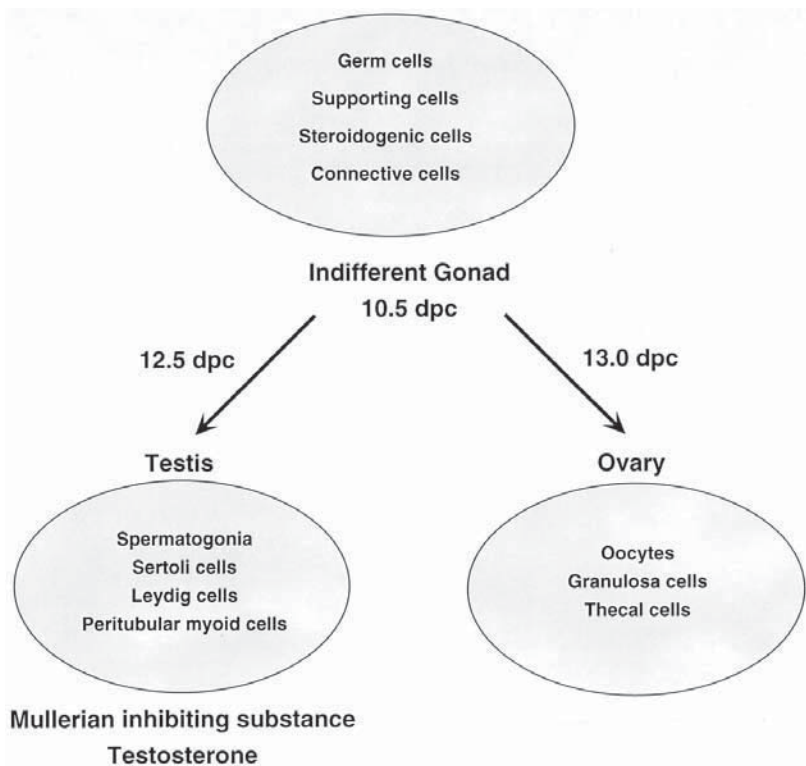 Germ cells
Supporting cells
Steroidogenic cells
Connective cells
Indifferent Gonad
10.5 dpc
12.5 dpc
13.0 dpc
Testis
Ovary
Spermatogonia
Sertoli cells
Leydig cells
Peritubular myoid cells
Oocytes
Granulosa cells
Thecal cells
Mullerian inhibiting substance
Testosterone